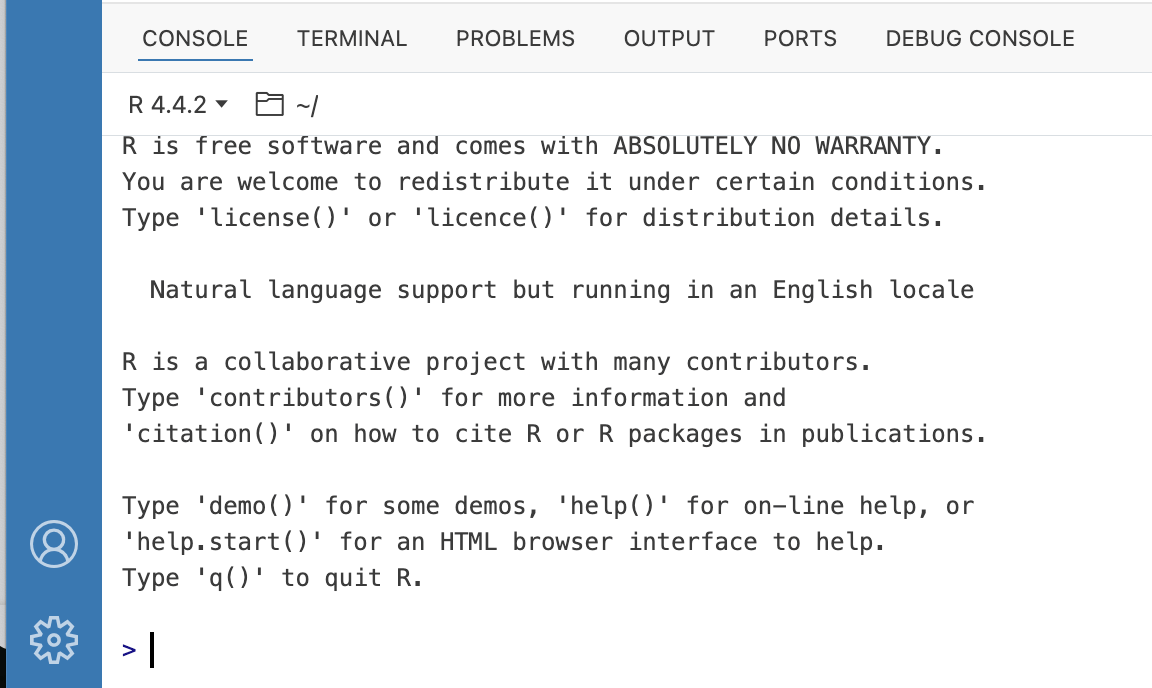 CONSOLE TERMINAL PROBLEMS OUTPUT PORTS DEBUG CONSOLE
R 4.4.2 ~/
R is free software and comes with ABSOLUTELY NO WARRANTY.
You are welcome to redistribute it under certain conditions.
Type 'license()' or 'licence()' for distribution details.
Natural language support but running in an English locale
R is a collaborative project with many contributors.
Type 'contributors()' for more information and
'citation()' on how to cite R or R packages in publications.
Type 'demo()' for some demos, 'help()' for on-line help, or
'help.start()' for an HTML browser interface to help.
Type 'q()' to quit R.
>